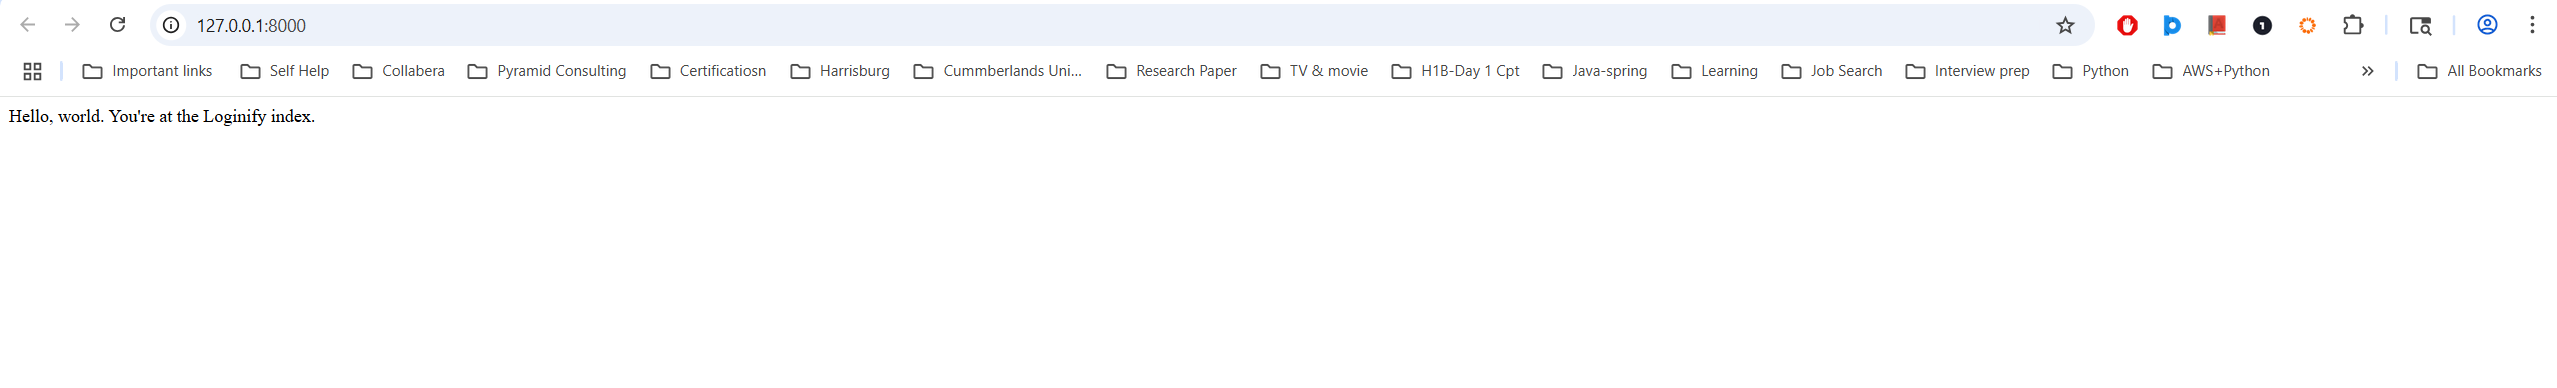 127.0.0.1:8000
Important links Self Help Collabera Pyramid Consulting Certificatiosn Harrisburg Cummberlands Uni... Research Paper TV & movie H1B-Day 1 Cpt Java-spring Learning Job Search Interview prep Python AWS+Python All Bookmarks
Hello, world. You're at the Loginify index.